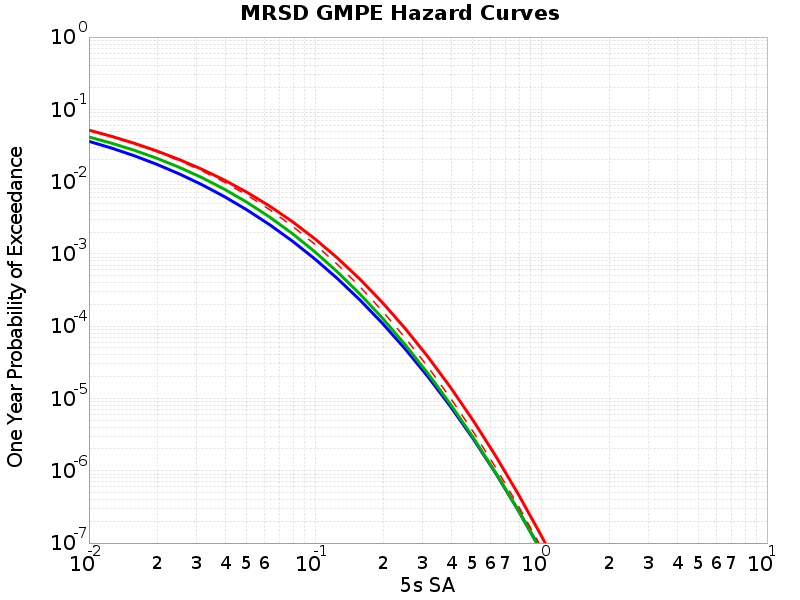 MRSD GMPE Hazard Curves
One Year Probability of Exceedance
10^0
10^-1
10^-2
10^-3
10^-4
10^-5
10^-6
10^-7
10^-2 2 3 4 5 6 10^-1 2 3 4 5 6 7 10^0 2 3 4 5 6 7 10^1
5s SA